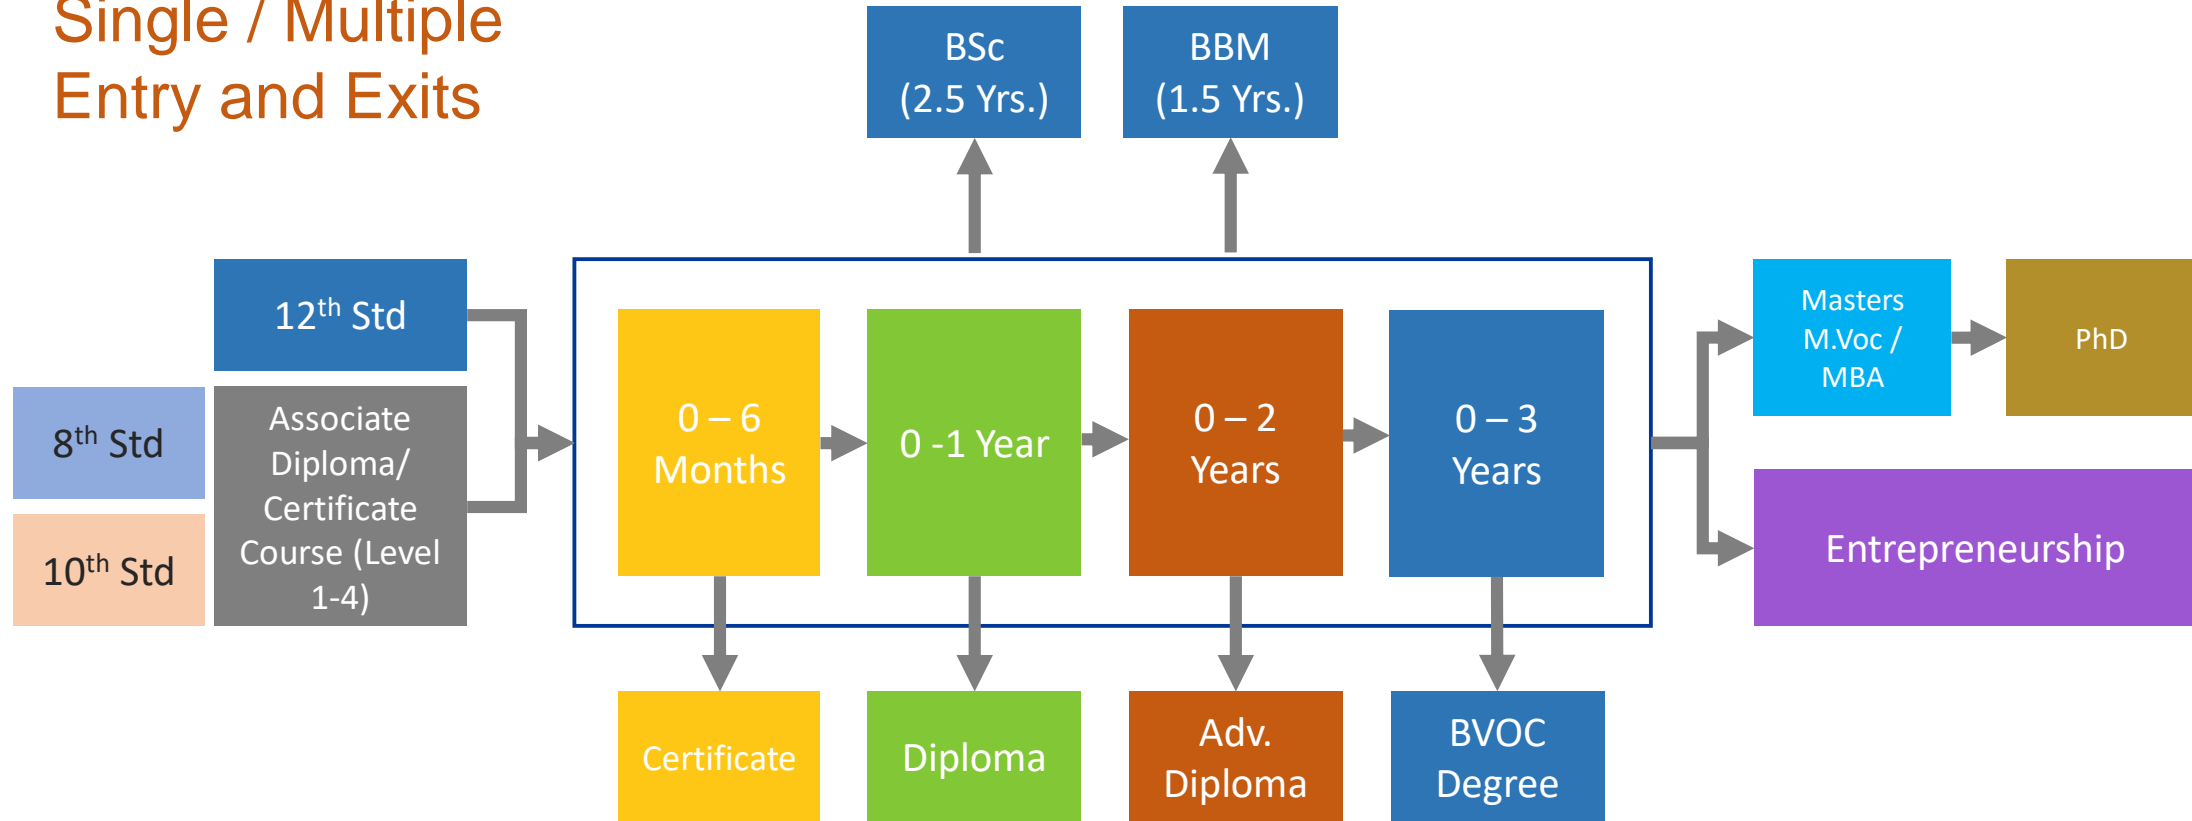 Single / Multiple
Entry and Exits
BSc
(2.5 Yrs.)
BBM
(1.5 Yrs.)
12th Std
8th Std
10th Std
Associate
Diploma/
Certificate
Course (Level
1-4)
0 – 6
Months
0 -1 Year
0 – 2
Years
0 – 3
Years
Masters
M.Voc /
MBA
PhD
Entrepreneurship
Certificate
Diploma
Adv.
Diploma
BVOC
Degree